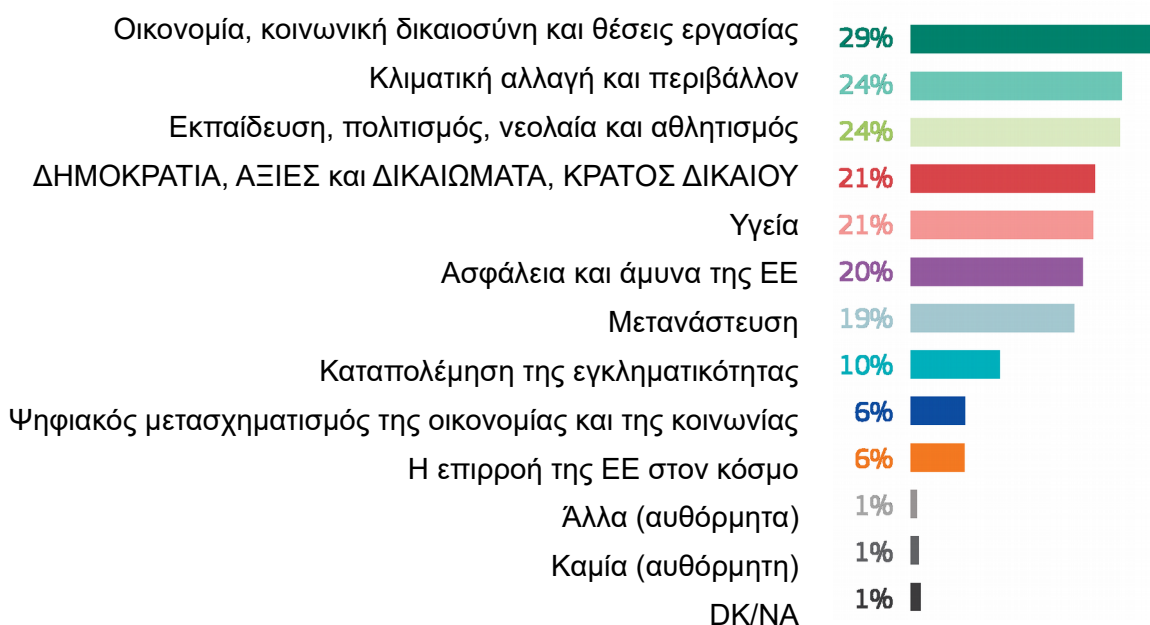 Οικονομία, κοινωνική δικαιοσύνη και θέσεις εργασίας 29%
Κλιματική αλλαγή και περιβάλλον 24%
Εκπαίδευση, πολιτισμός, νεολαία και αθλητισμός 24%
ΔΗΜΟΚΡΑΤΙΑ, ΑΞΙΕΣ και ΔΙΚΑΙΩΜΑΤΑ, ΚΡΑΤΟΣ ΔΙΚΑΙΟΥ 21%
Υγεία 21%
Ασφάλεια και άμυνα της ΕΕ 20%
Μετανάστευση 19%
Καταπολέμηση της εγκληματικότητας 10%
Ψηφιακός μετασχηματισμός της οικονομίας και της κοινωνίας 6%
Η επιρροή της ΕΕ στον κόσμο 6%
Άλλα (αυθόρμητα) 1%
Καμία (αυθόρμητη) 1%
DK/NA 1%